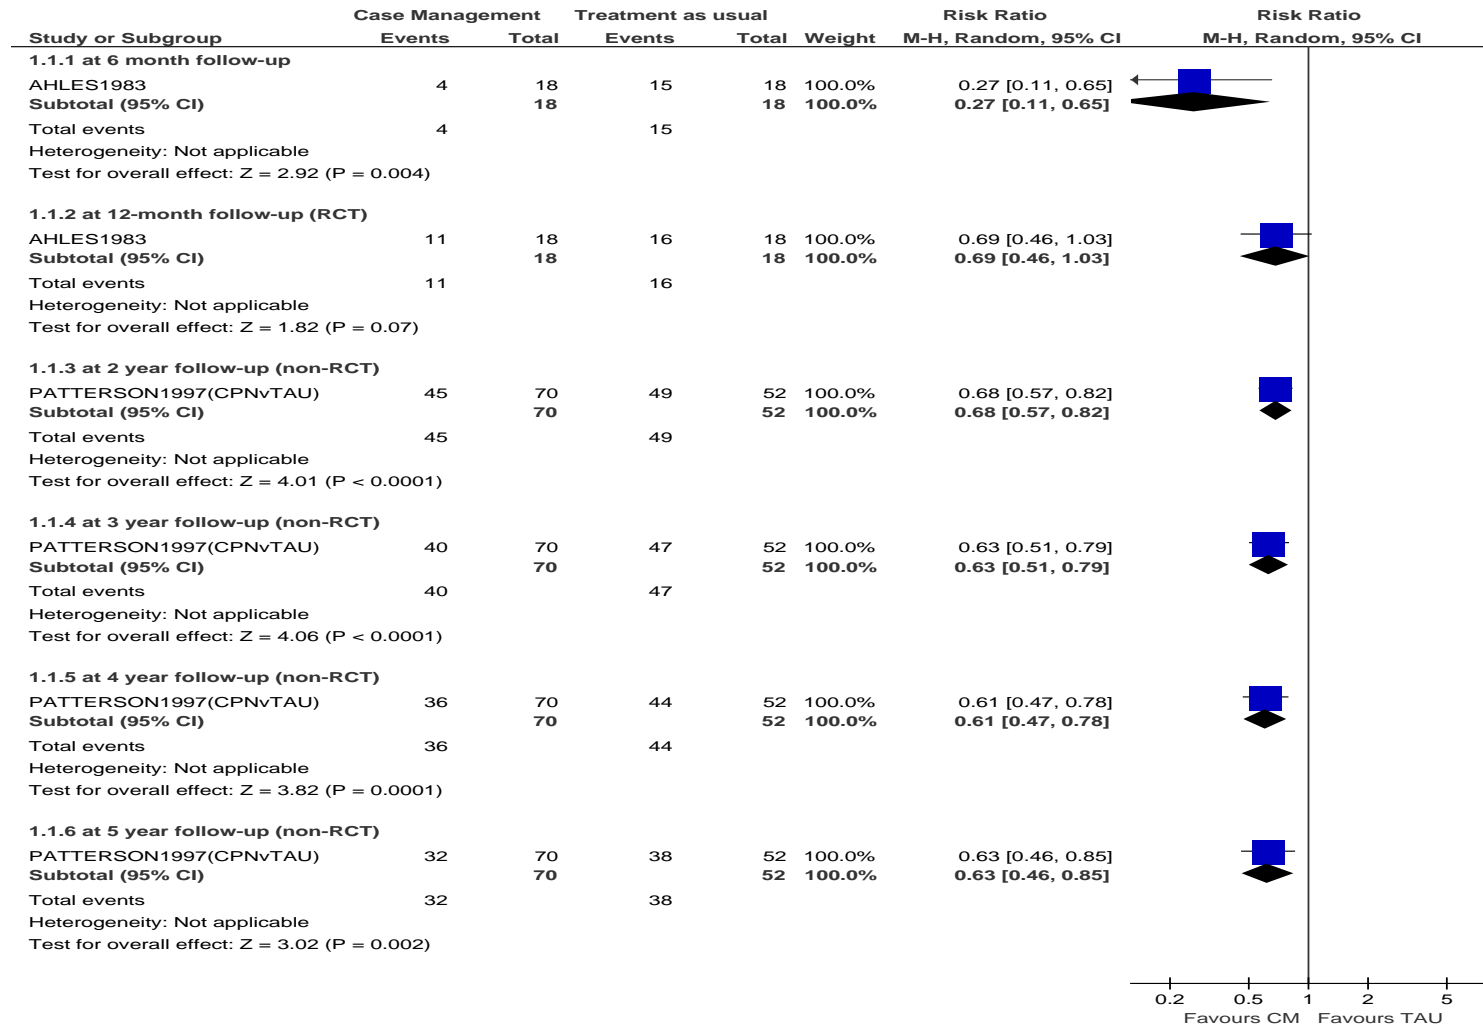 Case Management Treatment as usual Risk Ratio Risk Ratio
Study or Subgroup Events Total Events Total Weight M-H, Random, 95% CI M-H, Random, 95% CI
1.1.1 at 6 month follow-up
AHLES1983 4 18 15 18 100.0% 0.27 [0.11, 0.65]
Subtotal (95% CI) 18 18 100.0% 0.27 [0.11, 0.65]
Total events 4 15
Heterogeneity: Not applicable
Test for overall effect: Z = 2.92 (P = 0.004)
1.1.2 at 12-month follow-up (RCT)
AHLES1983 11 18 16 18 100.0% 0.69 [0.46, 1.03]
Subtotal (95% CI) 18 18 100.0% 0.69 [0.46, 1.03]
Total events 11 16
Heterogeneity: Not applicable
Test for overall effect: Z = 1.82 (P = 0.07)
1.1.3 at 2 year follow-up (non-RCT)
PATTERSON1997(CPNvTAU) 45 70 49 52 100.0% 0.68 [0.57, 0.82]
Subtotal (95% CI) 70 52 100.0% 0.68 [0.57, 0.82]
Total events 45 49
Heterogeneity: Not applicable
Test for overall effect: Z = 4.01 (P < 0.0001)
1.1.4 at 3 year follow-up (non-RCT)
PATTERSON1997(CPNvTAU) 40 70 47 52 100.0% 0.63 [0.51, 0.79]
Subtotal (95% CI) 70 52 100.0% 0.63 [0.51, 0.79]
Total events 40 47
Heterogeneity: Not applicable
Test for overall effect: Z = 4.06 (P < 0.0001)
1.1.5 at 4 year follow-up (non-RCT)
PATTERSON1997(CPNvTAU) 36 70 44 52 100.0% 0.61 [0.47, 0.78]
Subtotal (95% CI) 70 52 100.0% 0.61 [0.47, 0.78]
Total events 36 44
Heterogeneity: Not applicable
Test for overall effect: Z = 3.82 (P = 0.0001)
1.1.6 at 5 year follow-up (non-RCT)
PATTERSON1997(CPNvTAU) 32 70 38 52 100.0% 0.63 [0.46, 0.85]
Subtotal (95% CI) 70 52 100.0% 0.63 [0.46, 0.85]
Total events 32 38
Heterogeneity: Not applicable
Test for overall effect: Z = 3.02 (P = 0.002)
0.2 0.5 1 2 5
Favours CM Favours TAU